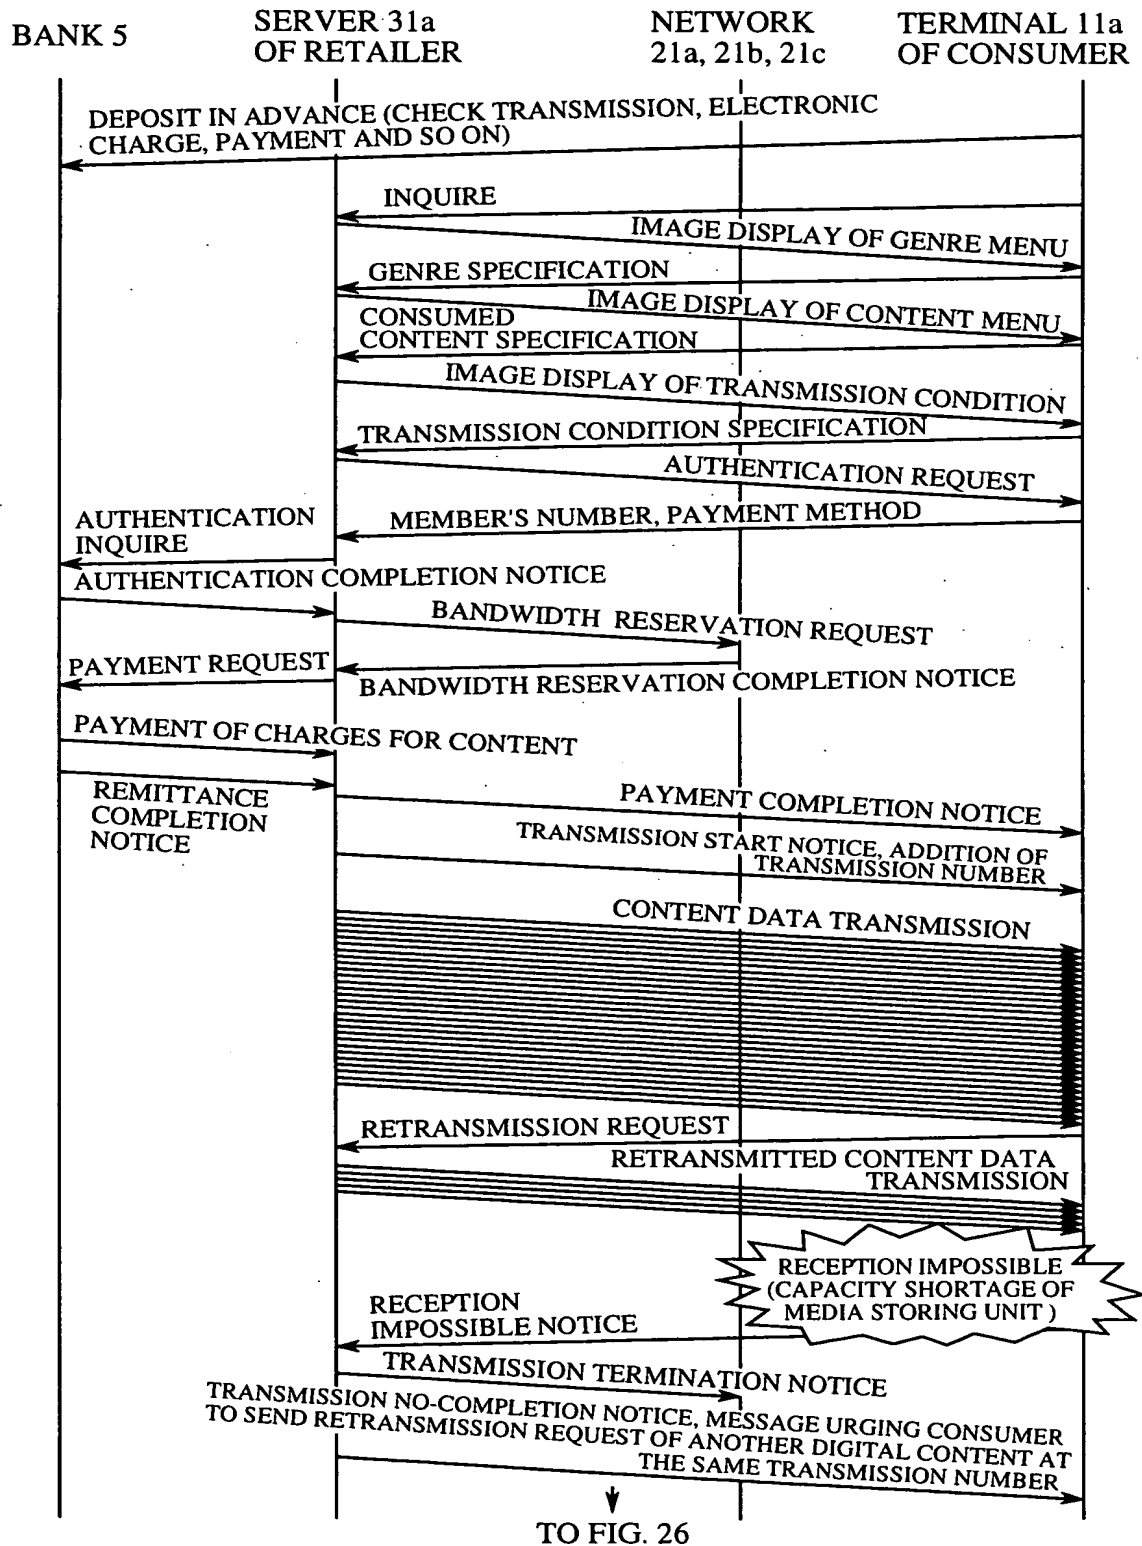 BANK 5
SERVER 31a
OF RETAILER
NETWORK
21a, 21b, 21c
TERMINAL 11a
OF CONSUMER
DEPOSIT IN ADVANCE (CHECK TRANSMISSION, ELECTRONIC
CHARGE, PAYMENT AND SO ON)
INQUIRE
IMAGE DISPLAY OF GENRE MENU
GENRE SPECIFICATION
IMAGE DISPLAY OF CONTENT MENU
CONSUMED
CONTENT SPECIFICATION
IMAGE DISPLAY OF TRANSMISSION CONDITION
TRANSMISSION CONDITION SPECIFICATION
AUTHENTICATION REQUEST
MEMBER'S NUMBER, PAYMENT METHOD
AUTHENTICATION
INQUIRE
AUTHENTICATION COMPLETION NOTICE
BANDWIDTH RESERVATION REQUEST
PAYMENT REQUEST
BANDWIDTH RESERVATION COMPLETION NOTICE
PAYMENT OF CHARGES FOR CONTENT
REMITTANCE
COMPLETION
NOTICE
PAYMENT COMPLETION NOTICE
TRANSMISSION START NOTICE, ADDITION OF
TRANSMISSION NUMBER
CONTENT DATA TRANSMISSION
RETRANSMISSION REQUEST
RETRANSMITTED CONTENT DATA
TRANSMISSION
RECEPTION IMPOSSIBLE
(CAPACITY SHORTAGE OF
MEDIA STORING UNIT )
RECEPTION
IMPOSSIBLE NOTICE
TRANSMISSION TERMINATION NOTICE
TRANSMISSION NO-COMPLETION NOTICE, MESSAGE URGING CONSUMER
TO SEND RETRANSMISSION REQUEST OF ANOTHER DIGITAL CONTENT AT
THE SAME TRANSMISSION NUMBER
TO FIG. 26